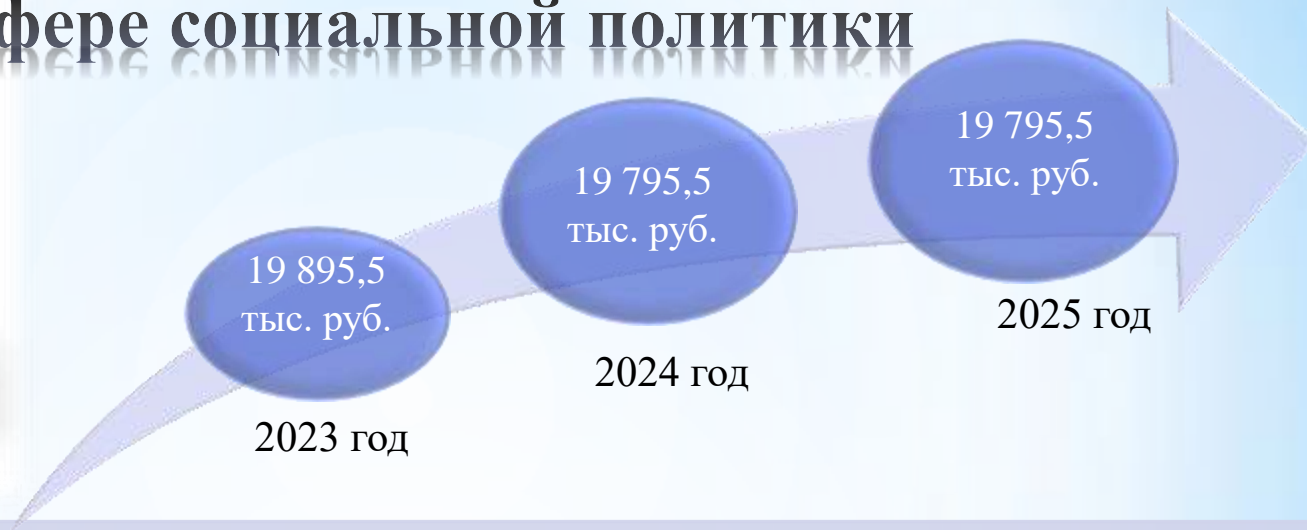 сфере социальной политики
19 895,5
тыс. руб.
2023 год
19 795,5
тыс. руб.
2024 год
19 795,5
тыс. руб.
2025 год